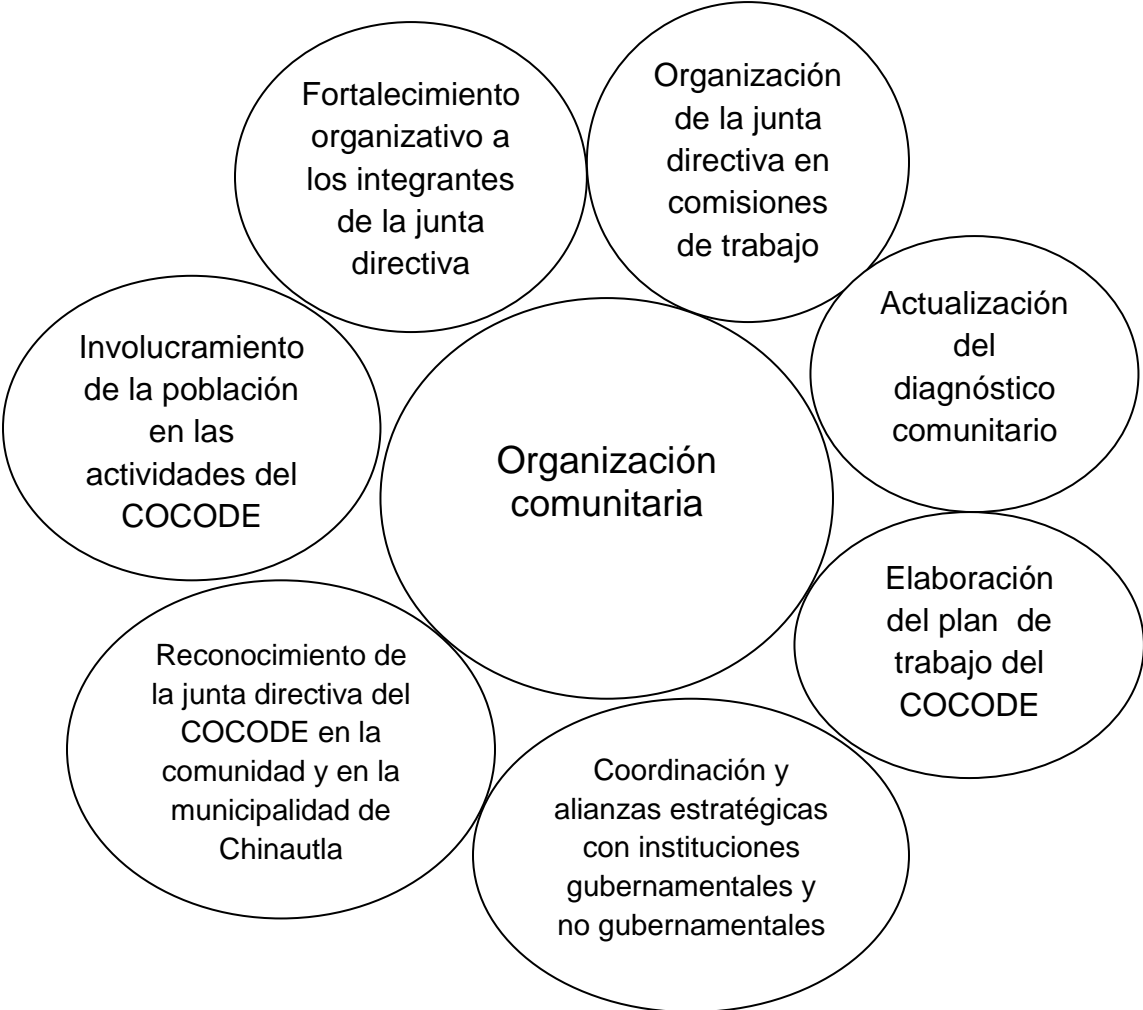 Fortalecimiento
organizativo a
los integrantes
de la junta
directiva
Organización
de la junta
directiva en
comisiones
de trabajo
Actualización
del
diagnóstico
comunitario
Involucramiento
de la población
en las
actividades del
COCODE
Organización
comunitaria
Elaboración
del plan de
trabajo del
COCODE
Reconocimiento de
la junta directiva del
COCODE en la
comunidad y en la
municipalidad de
Chinautla
Coordinación y
alianzas estratégicas
con instituciones
gubernamentales y
no gubernamentales